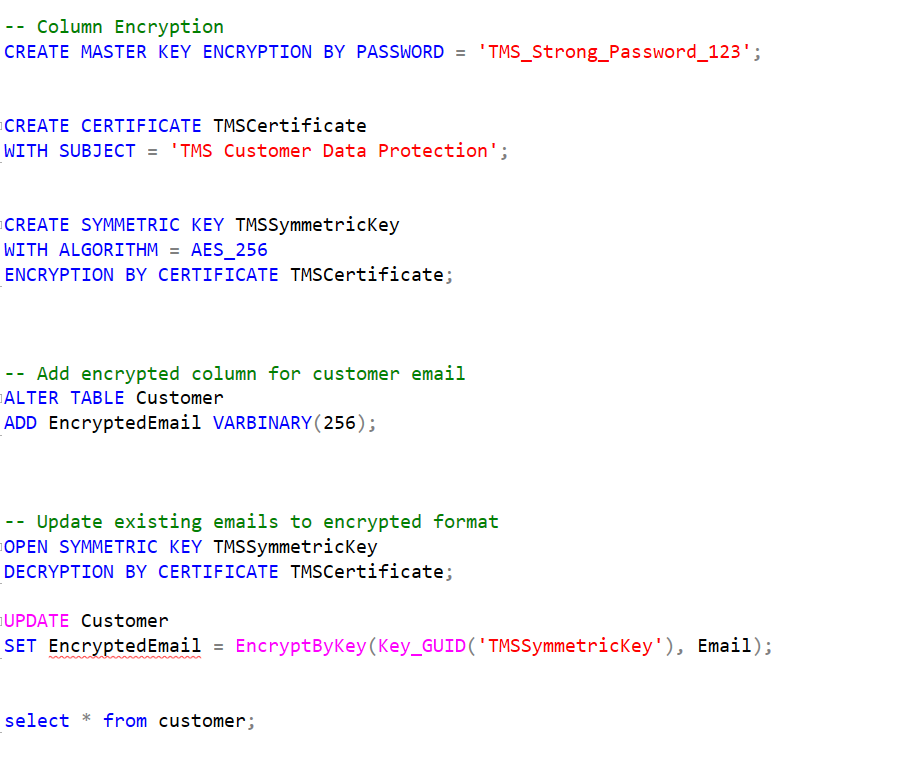 -- Column Encryption
CREATE MASTER KEY ENCRYPTION BY PASSWORD = 'TMS_Strong_Password_123';
CREATE CERTIFICATE TMSCertificate
WITH SUBJECT = 'TMS Customer Data Protection';
CREATE SYMMETRIC KEY TMSSymmetricKey
WITH ALGORITHM = AES_256
ENCRYPTION BY CERTIFICATE TMSCertificate;
-- Add encrypted column for customer email
ALTER TABLE Customer
ADD EncryptedEmail VARBINARY(256);
-- Update existing emails to encrypted format
OPEN SYMMETRIC KEY TMSSymmetricKey
DECRYPTION BY CERTIFICATE TMSCertificate;
UPDATE Customer
SET EncryptedEmail = EncryptByKey(Key_GUID('TMSSymmetricKey'), Email);
select * from customer;